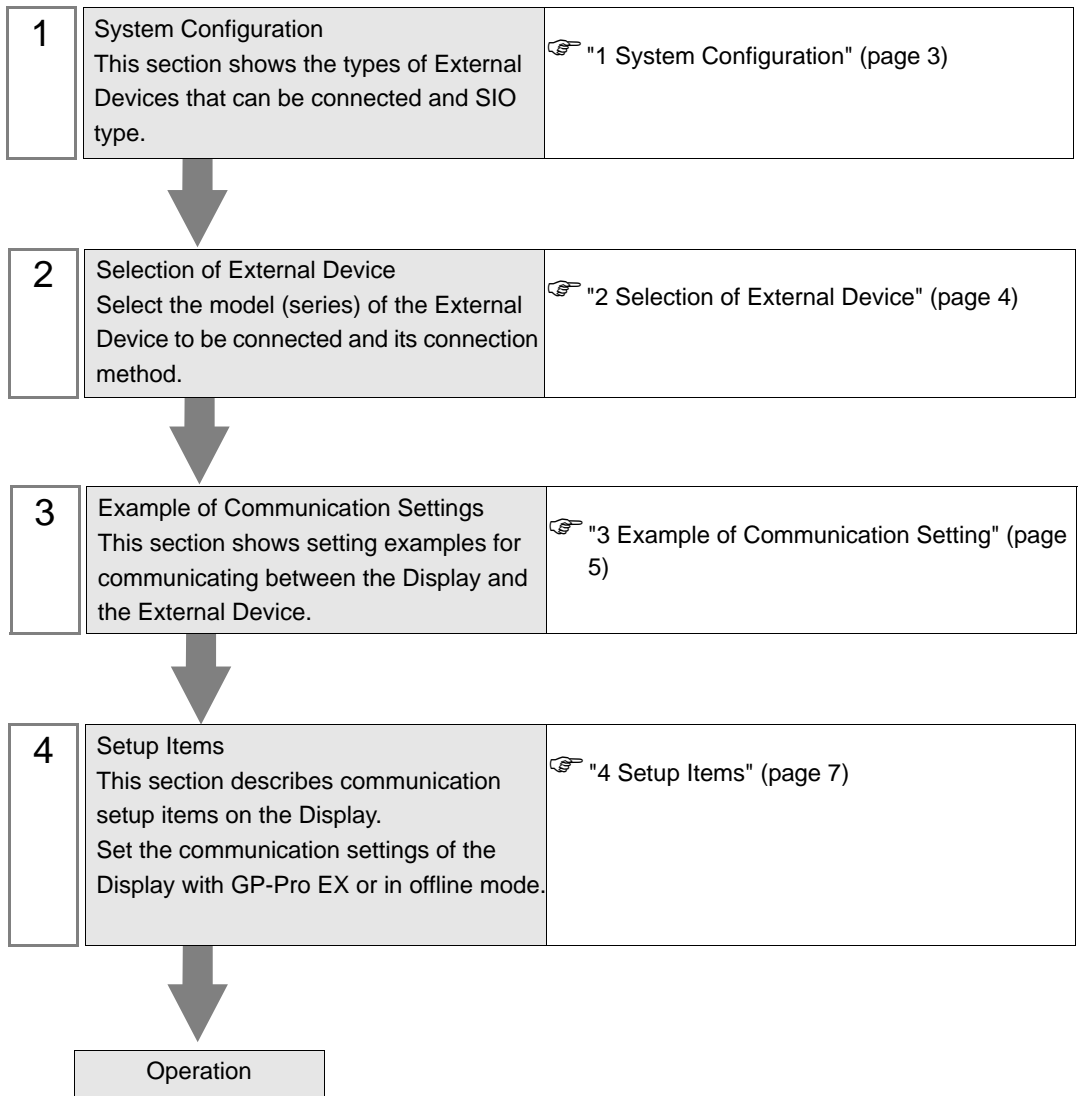 1
System Configuration
This section shows the types of External
Devices that can be connected and SIO
type.
"1 System Configuration" (page 3)
2
Selection of External Device
Select the model (series) of the External
Device to be connected and its connection
method.
"2 Selection of External Device" (page 4)
3
Example of Communication Settings
This section shows setting examples for
communicating between the Display and
the External Device.
"3 Example of Communication Setting" (page
5)
4
Setup Items
This section describes communication
setup items on the Display.
Set the communication settings of the
Display with GP-Pro EX or in offline mode.
"4 Setup Items" (page 7)
Operation